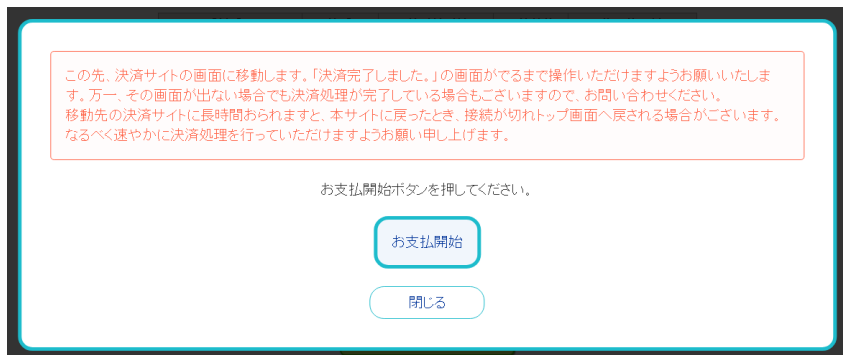 この先、決済サイトの画面に移動します。「決済完了しました。」の画面がでるまで操作いただけますようお願いいたしま
す。万一、その画面が出ない場合でも決済処理が完了している場合もございますので、お問い合わせください。
移動先の決済サイトに長時間おられますと、本サイトに戻ったとき、接続が切れトップ画面へ戻される場合がございます。
なるべく速やかに決済処理を行っていただけますようお願い申し上げます。
お支払開始ボタンを押してください。
お支払開始
閉じる